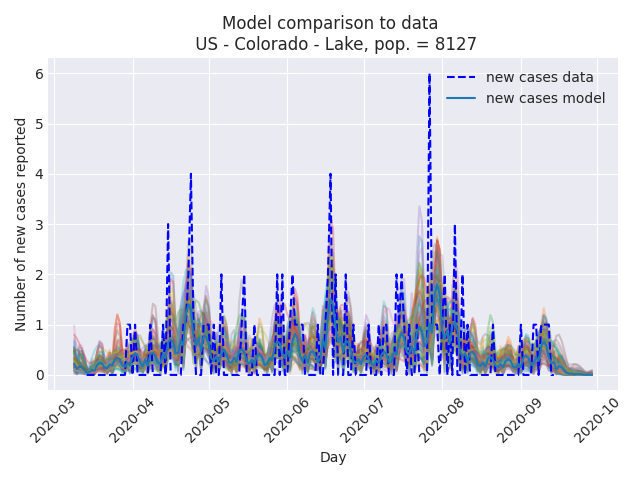 Model comparison to data
US - Colorado - Lake, pop. = 8127
new cases data
new cases model
Number of new cases reported
6
5
4
3
2
1
0
2020-03
2020-04
2020-05
2020-06
2020-07
2020-08
2020-09
2020-10
Day